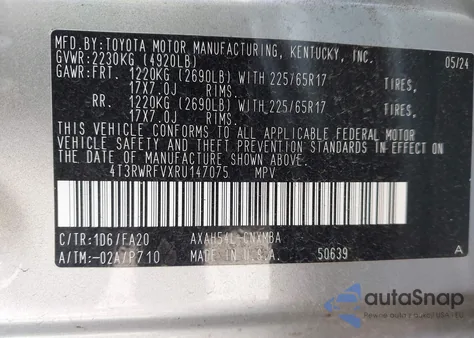 MFD.BY:TOYOTA MOTOR MANUFACTURING, KENTUCKY, INC. 05/24
GVWR:2230KG (4920LB)
GAWR:FRT. 1220KG (2690LB) WITH 225/65R17 TIRES,
17X7.0J RIMS.
RR. 1220KG (2690LB) WITH 225/65R17 TIRES,
17X7.0J RIMS.
THIS VEHICLE CONFORMS TO ALL APPLICABLE FEDERAL MOTOR
VEHICLE SAFETY AND THEFT PREVENTION STANDARDS IN EFFECT ON
THE DATE OF MANUFACTURE SHOWN ABOVE.
4T3RWRFVXRU147075 MPV
C/TR:1D6/FA20 AXAH54L-CNXMBA
A/TM:-02A/P710 MADE IN U.S.A. 50639 A
autoSnap